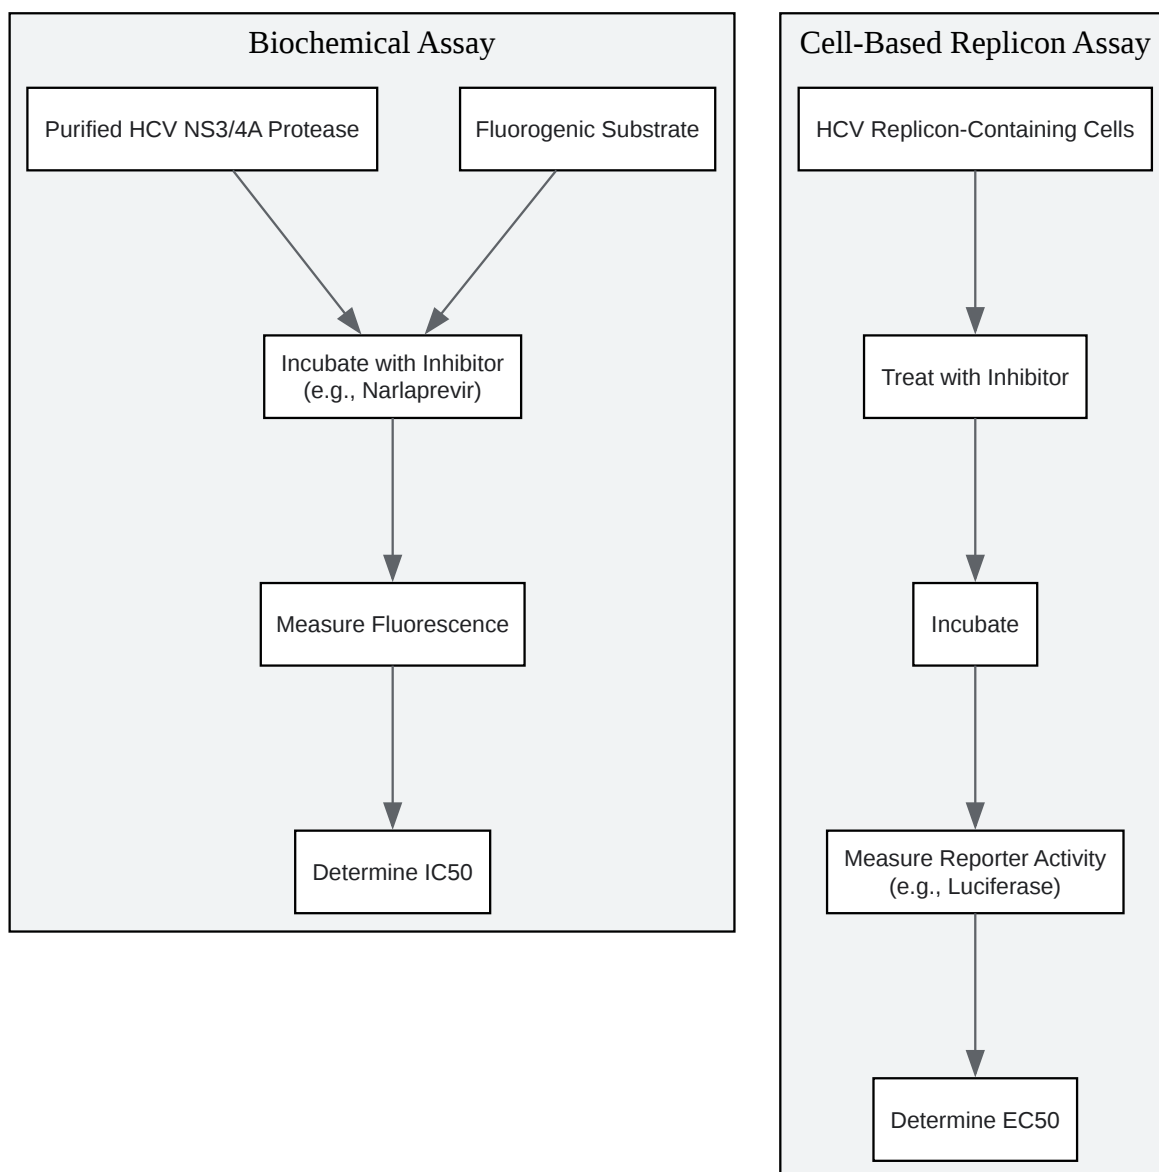 Biochemical Assay
Purified HCV NS3/4A Protease
Fluorogenic Substrate
Incubate with Inhibitor
(e.g., Narlaprevir)
Measure Fluorescence
Determine IC50
Cell-Based Replicon Assay
HCV Replicon-Containing Cells
Treat with Inhibitor
Incubate
Measure Reporter Activity
(e.g., Luciferase)
Determine EC50